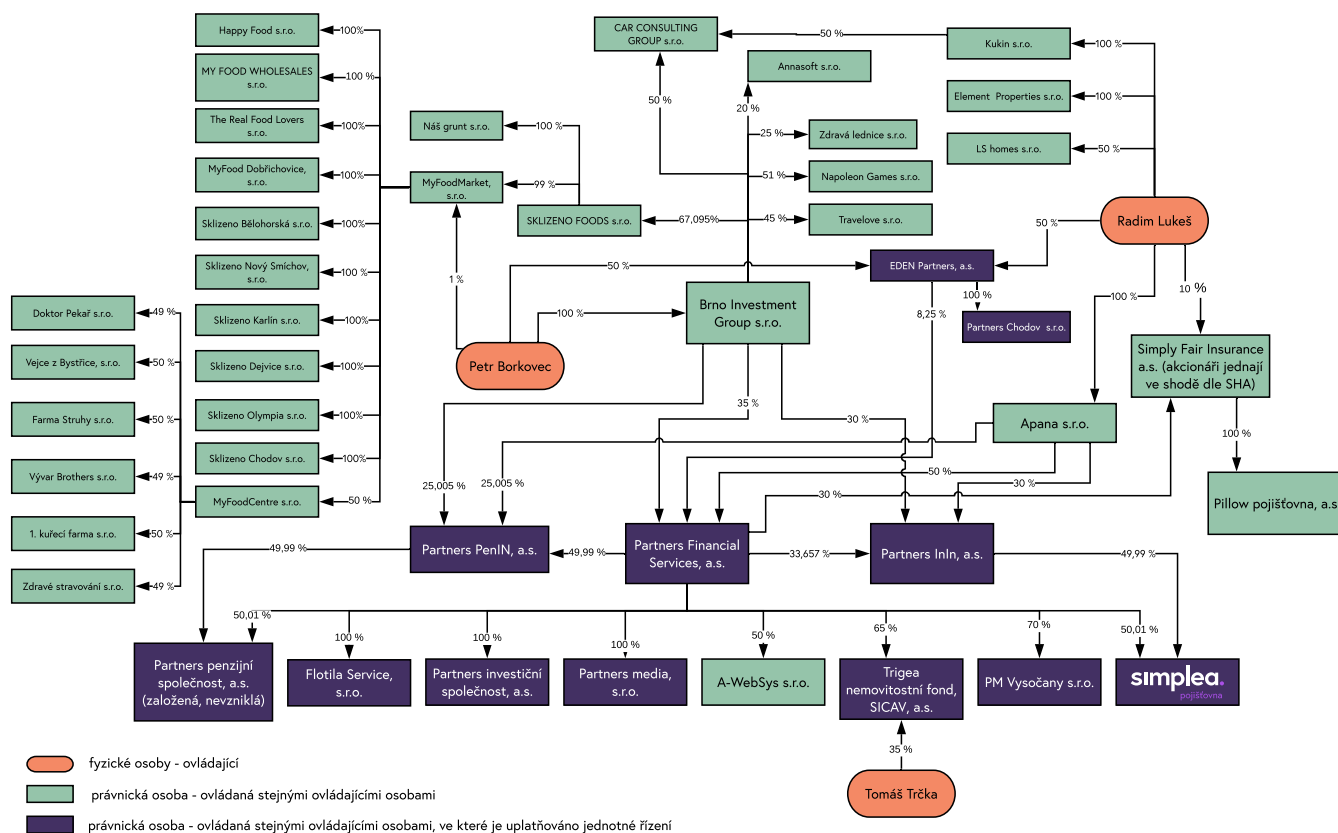 Happy Food s.r.o.
100%
MY FOOD WHOLESALES
s.r.o.
100 %
The Real Food Lovers
s.r.o.
100%
MyFood Dobřichovice,
s.r.o.
100%
Sklizeno Bělohorská s.r.o.
100%
Sklizeno Nový Smíchov,
s.r.o.
100 %
Sklizeno Karlín s.r.o.
100%
Sklizeno Dejvice s.r.o.
100%
Sklizeno Olympia s.r.o.
100%
Sklizeno Chodov s.r.o.
100%
MyFoodCentre s.r.o.
50 %
Doktor Pekař s.r.o.
49 %
Vejce z Bystřice, s.r.o.
50 %
Farma Struhy s.r.o.
50 %
Vývar Brothers s.r.o.
49 %
1. kuřecí farma s.r.o.
50 %
Zdravé stravování s.r.o.
49 %
Náš grunt s.r.o.
100 %
MyFoodMarket,
s.r.o.
99 %
SKLIZENO FOODS s.r.o.
67,095%
1 %
CAR CONSULTING
GROUP s.r.o.
50 %
50 %
Annasoft s.r.o.
20 %
25 %
Zdravá lednice s.r.o.
51 %
Napoleon Games s.r.o.
45 %
Travelove s.r.o.
Kukin s.r.o.
100 %
Element Properties s.r.o.
100 %
LS homes s.r.o.
50 %
Radim Lukeš
50 %
50 %
EDEN Partners, a.s.
100 %
Partners Chodov s.r.o.
8,25 %
Brno Investment
Group s.r.o.
100 %
Petr Borkovec
100 %
10 %
Simply Fair Insurance
a.s. (akcionáři jednají
ve shodě dle SHA)
100 %
Pillow pojišťovna, a.s
Apana s.r.o.
35 %
30 %
25,005 %
25,005 %
50 %
30 %
30 %
Partners PenIN, a.s.
49,99 %
Partners Financial
Services, a.s.
33,657 %
Partners InIn, a.s.
49,99 %
49,99 %
50,01 %
100 %
100 %
100 %
50 %
65 %
70 %
50,01 %
Partners penzijní
společnost, a.s.
(založená, nevzniklá)
Flotila Service,
s.r.o.
Partners investiční
společnost, a.s.
Partners media,
s.r.o.
A-WebSys s.r.o.
Trigea
nemovitostní fond,
SICAV, a.s.
PM Vysočany s.r.o.
simplea.
pojišťovna
35 %
Tomáš Trčka
fyzické osoby - ovládající
právnická osoba - ovládaná stejnými ovládajícími osobami
právnická osoba - ovládaná stejnými ovládajícími osobami, ve které je uplatňováno jednotné řízení